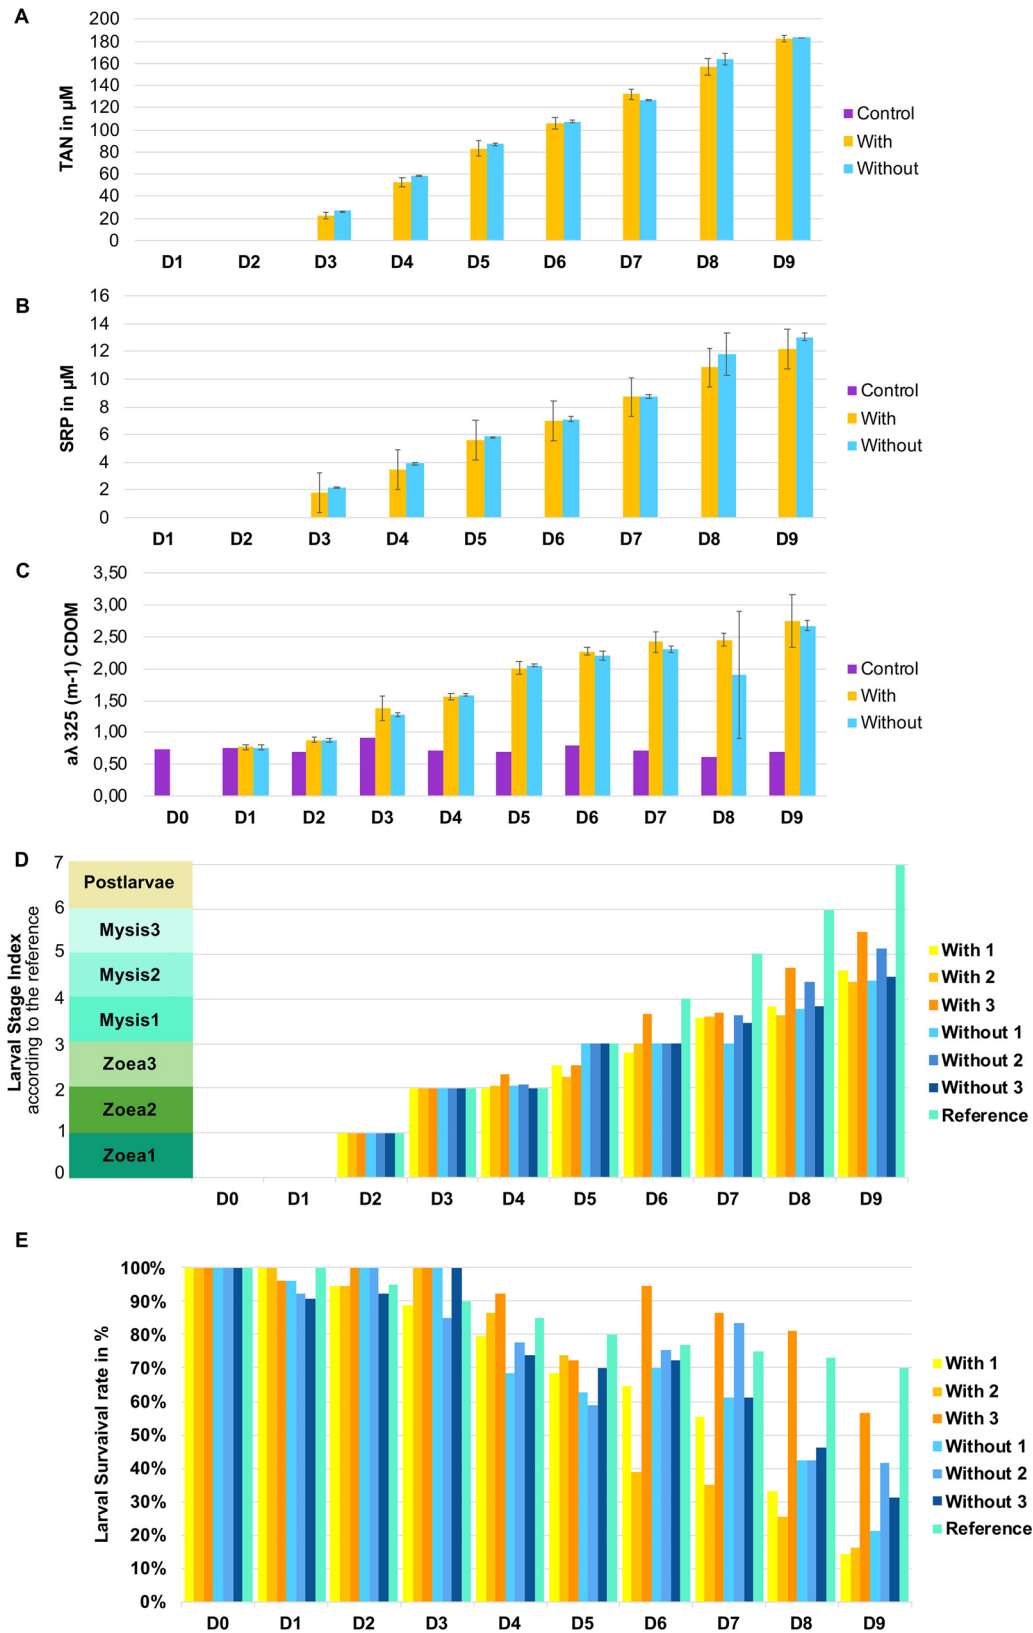 A
TAN in µM
200
180
160
140
120
100
80
60
40
20
0
D1 D2 D3 D4 D5 D6 D7 D8 D9
Control
With
Without
B
SRP in µM
16
14
12
10
8
6
4
2
0
D1 D2 D3 D4 D5 D6 D7 D8 D9
Control
With
Without
C
aλ 325 (m-1) CDOM
3,50
3,00
2,50
2,00
1,50
1,00
0,50
0,00
D0 D1 D2 D3 D4 D5 D6 D7 D8 D9
Control
With
Without
D
Larval Stage Index
according to the reference
7
6
5
4
3
2
1
0
Postlarvae
Mysis3
Mysis2
Mysis1
Zoea3
Zoea2
Zoea1
D0 D1 D2 D3 D4 D5 D6 D7 D8 D9
With 1
With 2
With 3
Without 1
Without 2
Without 3
Reference
E
Larval Survaival rate in %
100%
90%
80%
70%
60%
50%
40%
30%
20%
10%
0%
D0 D1 D2 D3 D4 D5 D6 D7 D8 D9
With 1
With 2
With 3
Without 1
Without 2
Without 3
Reference